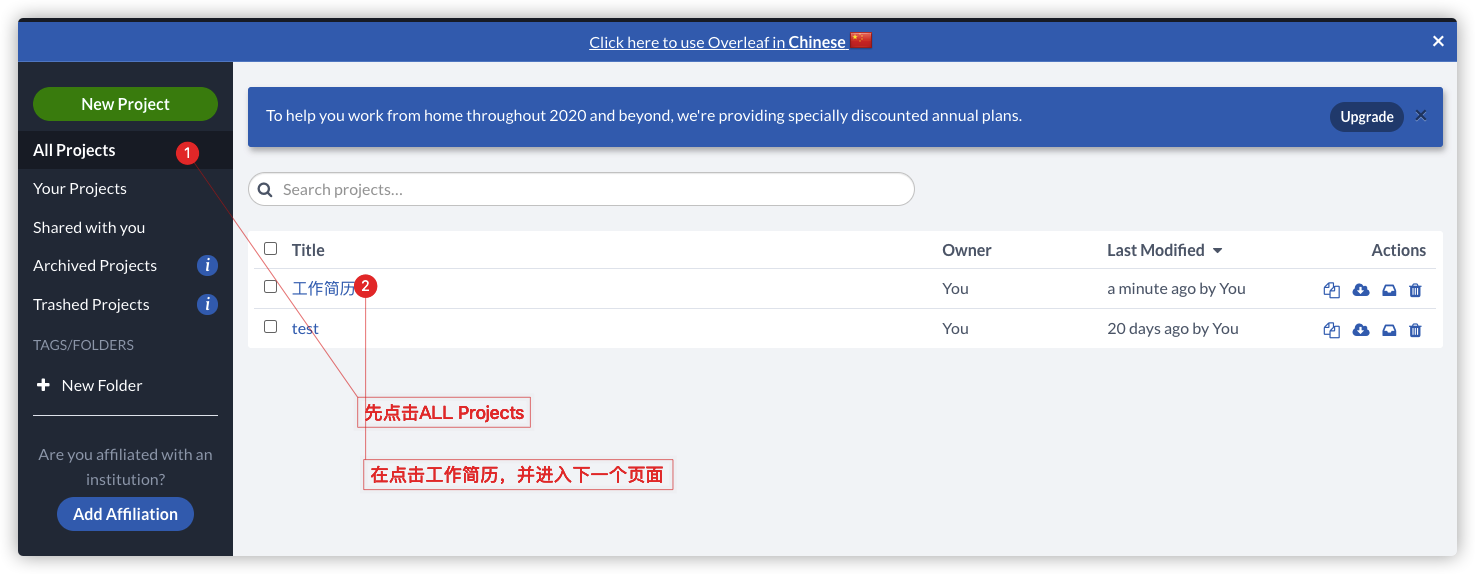 Click here to use Overleaf in Chinese
New Project
All Projects
1
Your Projects
Shared with you
Archived Projects
i
Trashed Projects
i
TAGS/FOLDERS
New Folder
Are you affiliated with an
institution?
Add Affiliation
To help you work from home throughout 2020 and beyond, we're providing specially discounted annual plans.
Upgrade
Search projects...
Title
Owner
Last Modified
Actions
工作简历
2
You
a minute ago by You
test
You
20 days ago by You
先点击ALL Projects
在点击工作简历，并进入下一个页面